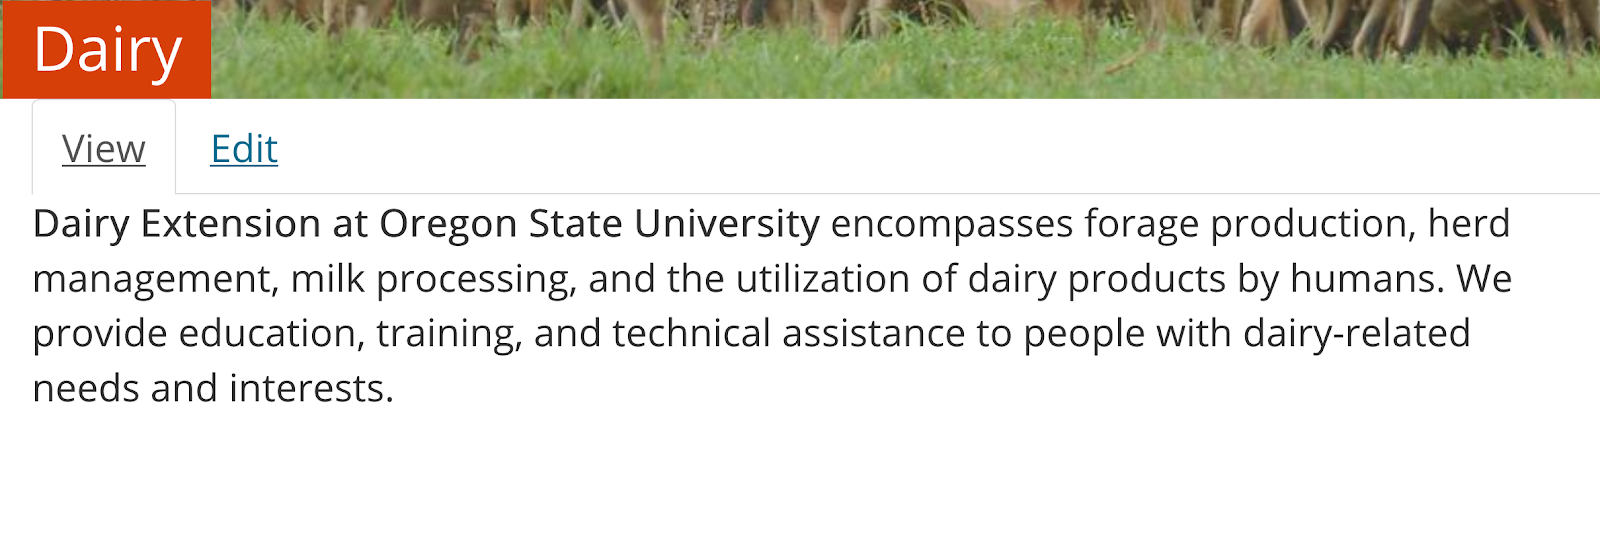 Dairy
View Edit
Dairy Extension at Oregon State University encompasses forage production, herd
management, milk processing, and the utilization of dairy products by humans. We
provide education, training, and technical assistance to people with dairy-related
needs and interests.